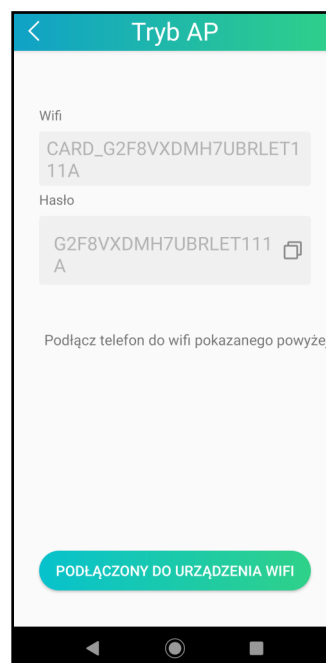 Tryb AP
Wifi
CARD_G2F8VXDMH7UBRLET1
11A
Hasło
G2F8VXDMH7UBRLET111
A
Podłącz telefon do wifi pokazanego powyżej
PODŁĄCZONY DO URZĄDZENIA WIFI